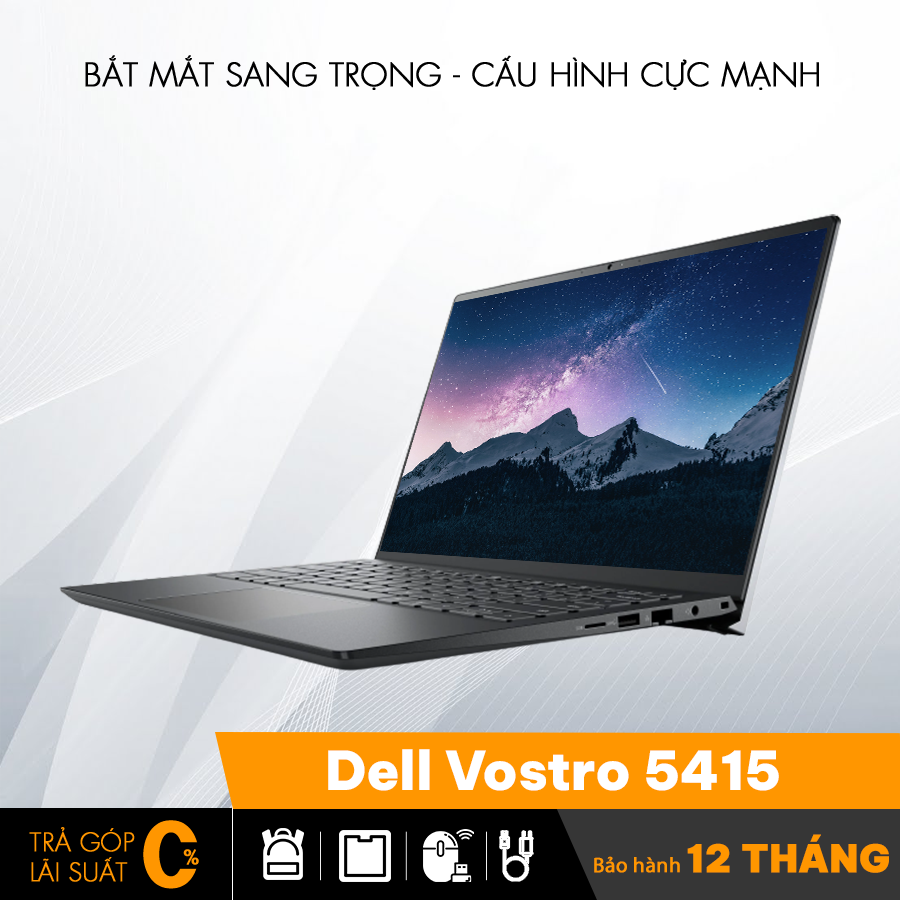 BẮT MẮT SANG TRỌNG - CẤU HÌNH CỰC MẠNH
Dell Vostro 5415
TRẢ GÓP
LÃI SUẤT
0%
Bảo hành 12 THÁNG